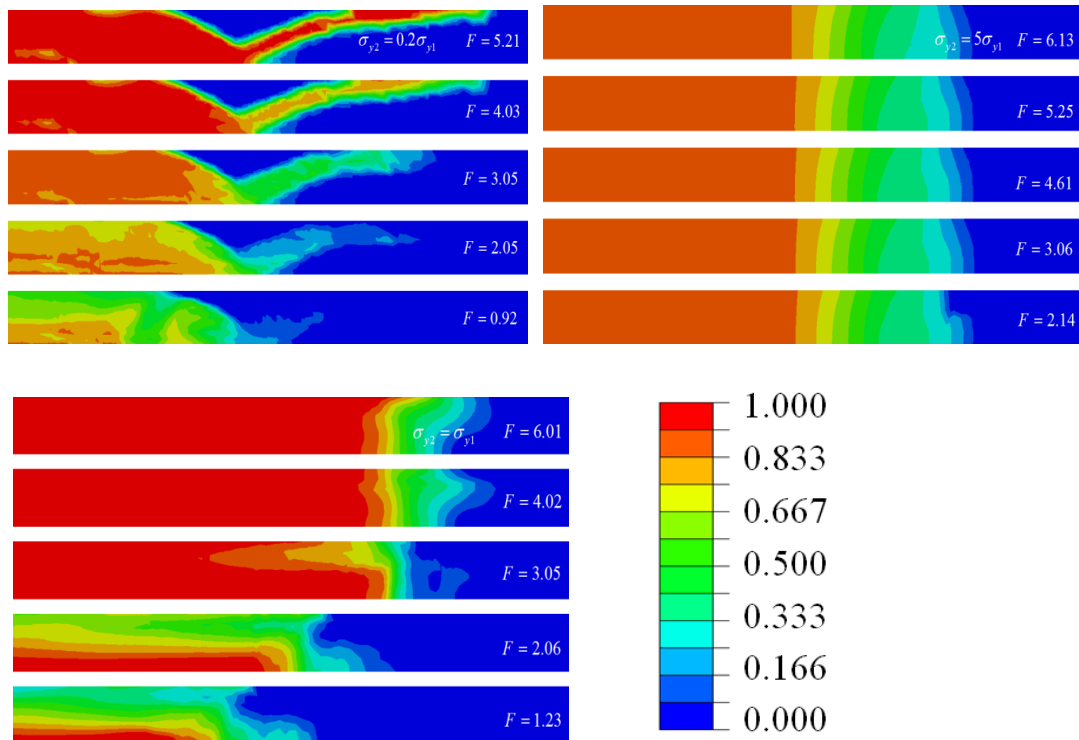 σy2 = 0.2σy1 F = 5.21
F = 4.03
F = 3.05
F = 2.05
F = 0.92
σy2 = 5σy1 F = 6.13
F = 5.25
F = 4.61
F = 3.06
F = 2.14
σy2 = σy1 F = 6.01
F = 4.02
F = 3.05
F = 2.06
F = 1.23
1.000
0.833
0.667
0.500
0.333
0.166
0.000